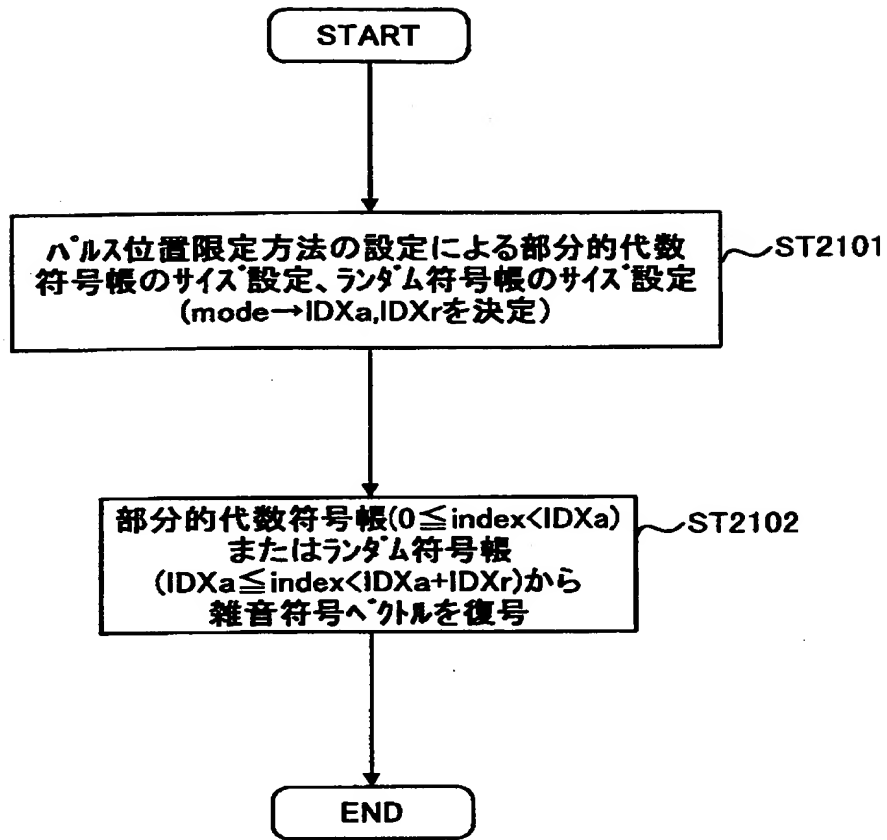 START
パルス位置限定方法の設定による部分的代数
符号帳のサイズ設定、ランダム符号帳のサイズ設定
(mode→IDXa,IDXrを決定)
ST2101
部分的代数符号帳(0≦index<IDXa)
またはランダム符号帳
(IDXa≦index<IDXa+IDXr)から
雑音符号ベクトルを復号
ST2102
END